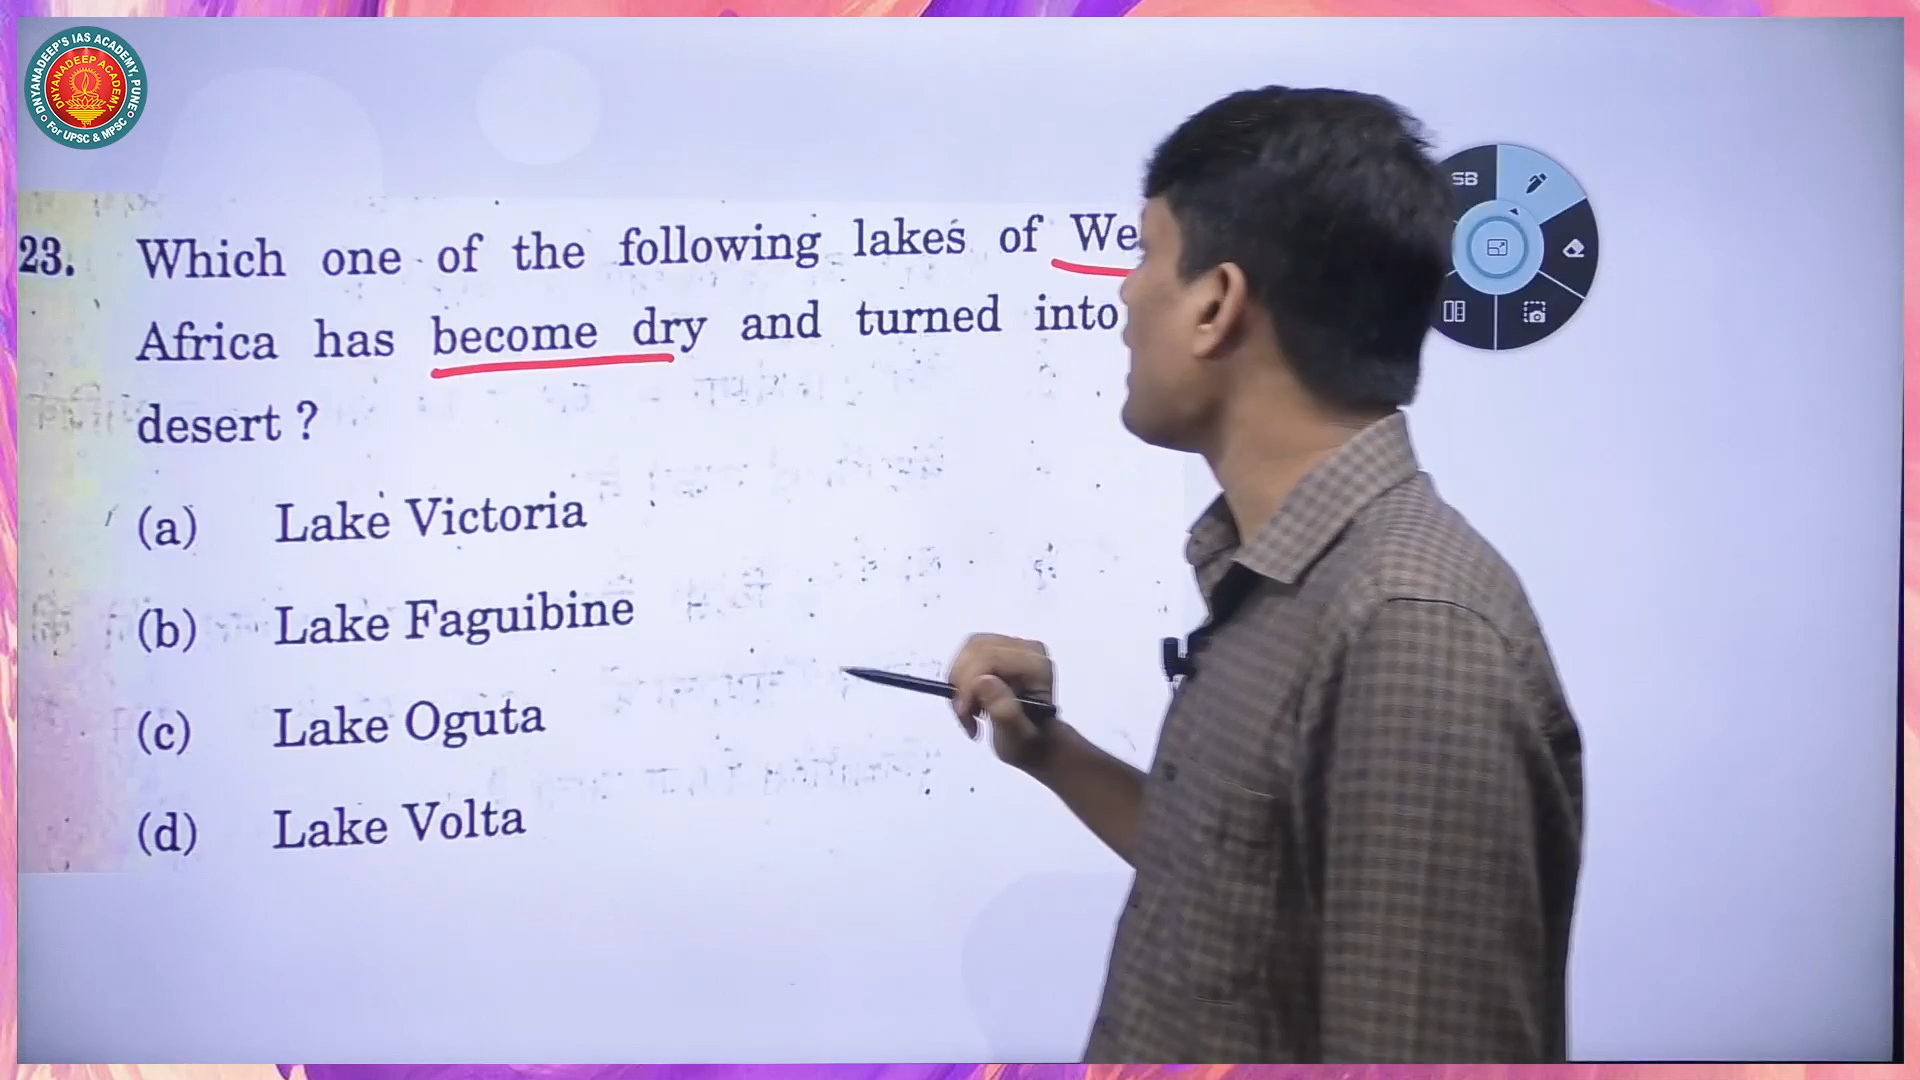 DNYANADEEP'S IAS ACADEMY, PUNE.
DNYANADEEP ACADEMY
For UPSC & MPSC
SB
23. Which one of the following lakes of We
Africa has become dry and turned into
desert ?
(a) Lake Victoria
(b) Lake Faguibine
(c) Lake Oguta
(d) Lake Volta